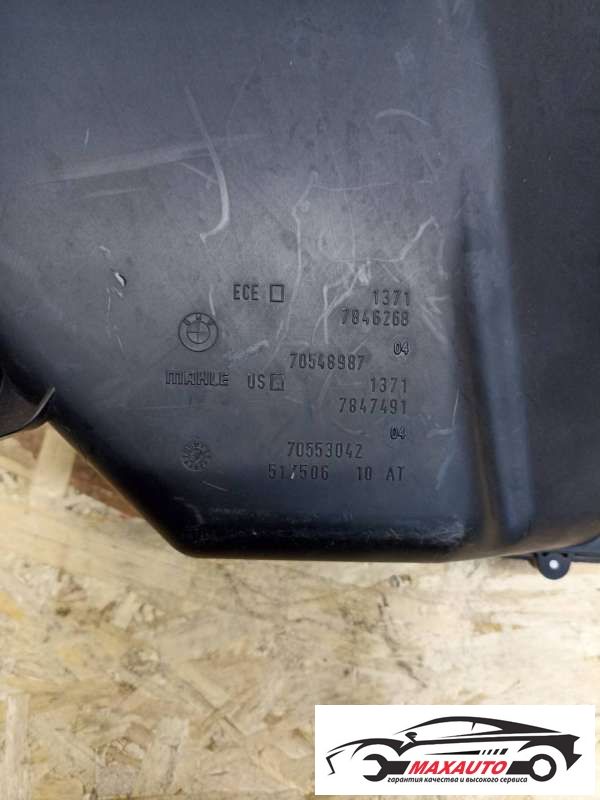 ECE 1371
7846268
BMW
04
70548987
MAHLE US 1371
7847491
04
70553042
517506 10 AT
MAXAUTO
гарантия качества и высокого сервиса